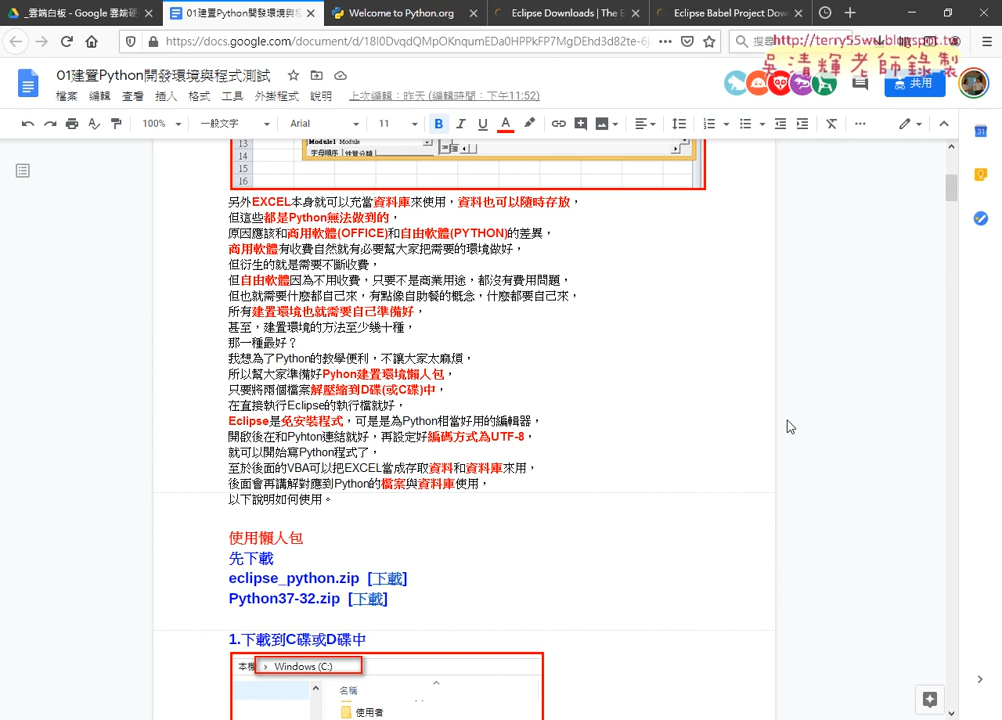 _雲端白板 - Google 雲端硬
01建置Python開發環境與程
Welcome to Python.org
Eclipse Downloads | The E
Eclipse Babel Project Dow
https://docs.google.com/document/d/18I0DvqdQMpOKnqumEDa0HPPkFP7MgDEhd3d82te-6j
搜尋
http://terry55wu.blogspot.tw
吳清輝老師錄製
01建置Python開發環境與程式測試
檔案 編輯 查看 插入 格式 工具 外掛程式 說明 上次編輯：昨天 (編輯時間：下午11:52)
共用
100% 一般文字 Arial 11 B I U A
13
14
15
16
Module1 Module
字母順序 性質分類
另外EXCEL本身就可以充當資料庫來使用，資料也可以隨時存放，
但這些都是Python無法做到的，
原因應該和商用軟體(OFFICE)和自由軟體(PYTHON)的差異，
商用軟體有收費自然就有必要幫大家把需要的環境做好，
但衍生的就是需要不斷收費，
但自由軟體因為不用收費，只要不是商業用途，都沒有費用問題，
但也就需要什麼都自己來，有點像自助餐的概念，什麼都要自己來，
所有建置環境也就需要自己準備好，
甚至，建置環境的方法至少幾十種，
那一種最好？
我想為了Python的教學便利，不讓大家太麻煩，
所以幫大家準備好Pyhon建置環境懶人包，
只要將兩個檔案解壓縮到D碟(或C碟)中，
在直接執行Eclipse的執行檔就好，
Eclipse是免安裝程式，可是是為Python相當好用的編輯器，
開啟後在和Pyhton連結就好，再設定好編碼方式為UTF-8，
就可以開始寫Python程式了，
至於後面的VBA可以把EXCEL當成存取資料和資料庫來用，
後面會再講解對應到Python的檔案與資料庫使用，
以下說明如何使用。
使用懶人包
先下載
eclipse_python.zip [下載]
Python37-32.zip [下載]
1.下載到C碟或D碟中
本機 › Windows (C:)
名稱
使用者